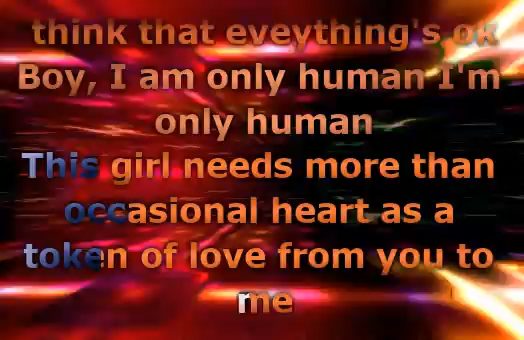 think that eveything's ok
Boy, I am only human I'm
only human
This girl needs more than
occasional heart as a
token of love from you to
me